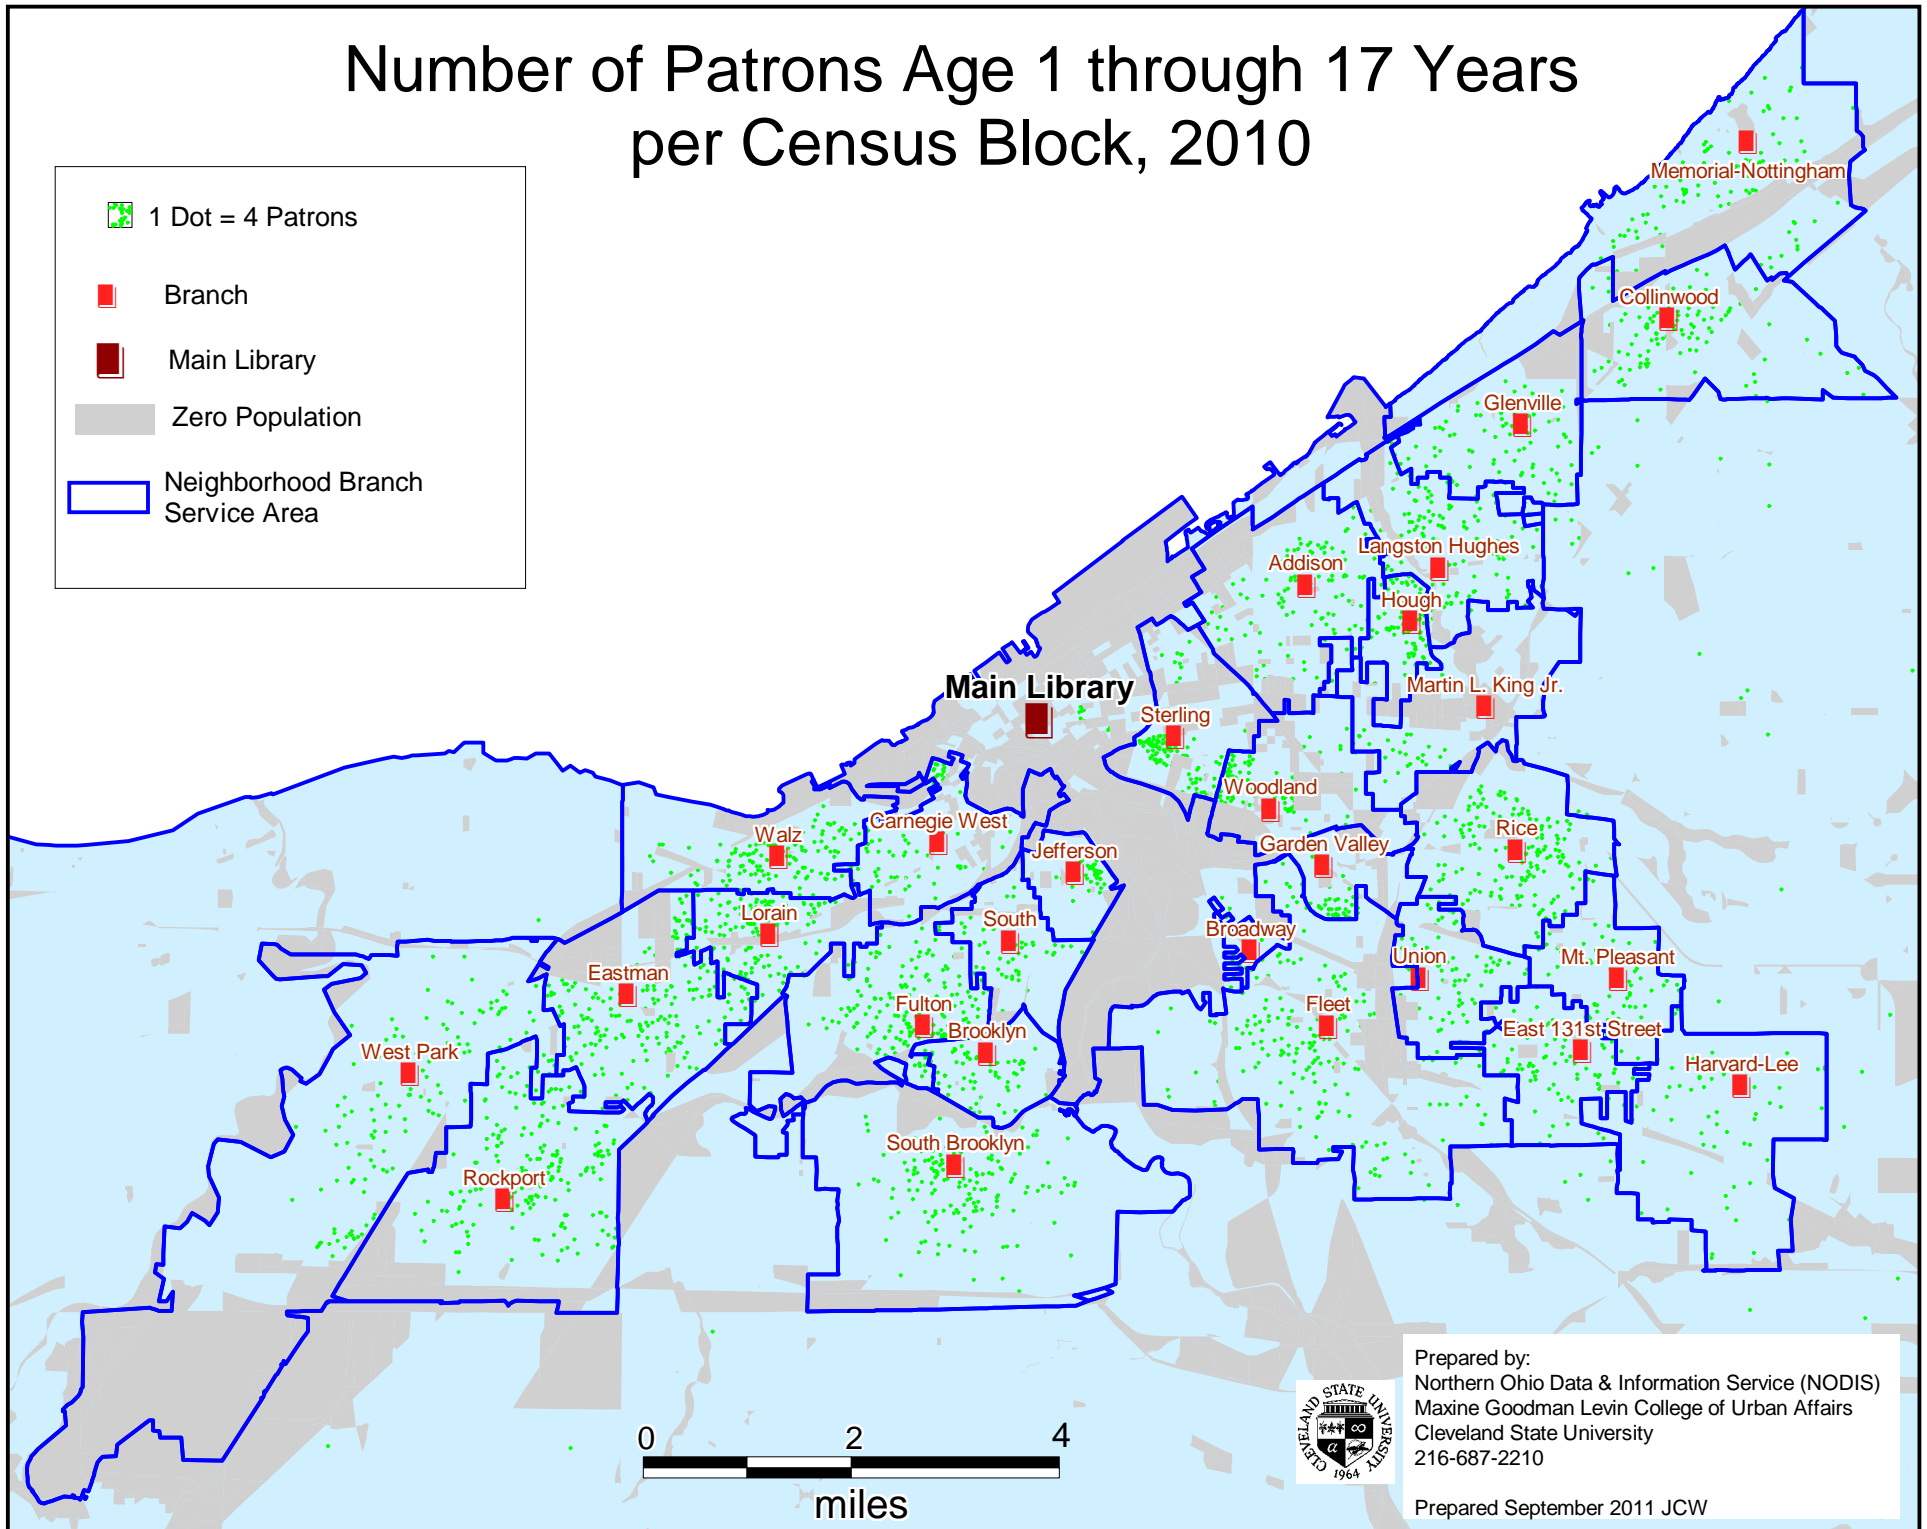 Number of Patrons Age 1 through 17 Years
per Census Block, 2010
1 Dot = 4 Patrons
Branch
Main Library
Zero Population
Neighborhood Branch
Service Area
Memorial-Nottingham
Collinwood
Glenville
Langston Hughes
Addison
Hough
Main Library
Martin L. King Jr.
Sterling
Woodland
Carnegie West
Walz
Rice
Jefferson
Garden Valley
Lorain
South
Broadway
Union
Mt. Pleasant
Eastman
Fulton
Fleet
East 131st Street
Brooklyn
West Park
Harvard-Lee
South Brooklyn
Rockport
0 2 4
miles
CLEVELAND STATE UNIVERSITY
1964
Prepared by:
Northern Ohio Data & Information Service (NODIS)
Maxine Goodman Levin College of Urban Affairs
Cleveland State University
216-687-2210
Prepared September 2011 JCW